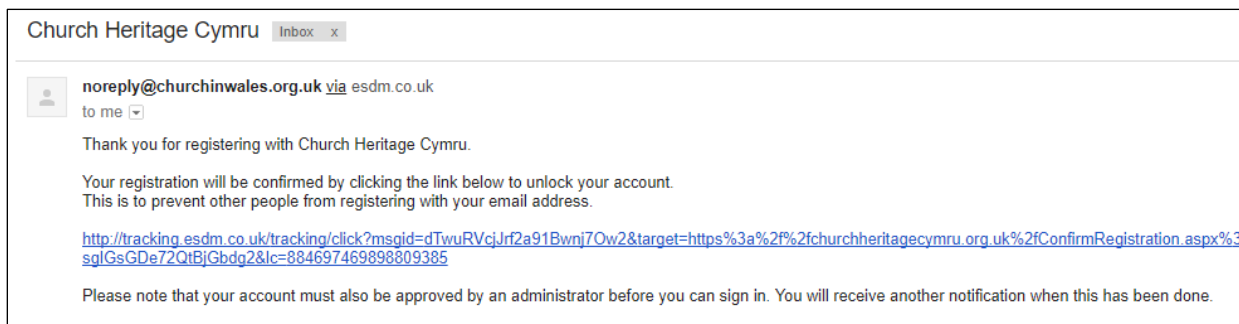 Church Heritage Cymru Inbox x
noreply@churchinwales.org.uk via esdm.co.uk
to me
Thank you for registering with Church Heritage Cymru.
Your registration will be confirmed by clicking the link below to unlock your account.
This is to prevent other people from registering with your email address.
http://tracking.esdm.co.uk/tracking/click?msgid=dTwuRVcjJrf2a91Bwnj7Ow2&target=https%3a%2f%2fchurchheritagecymru.org.uk%2fConfirmRegistration.aspx%3
sgIGsGDe72QtBjGbdg2&lc=884697469898809385
Please note that your account must also be approved by an administrator before you can sign in. You will receive another notification when this has been done.